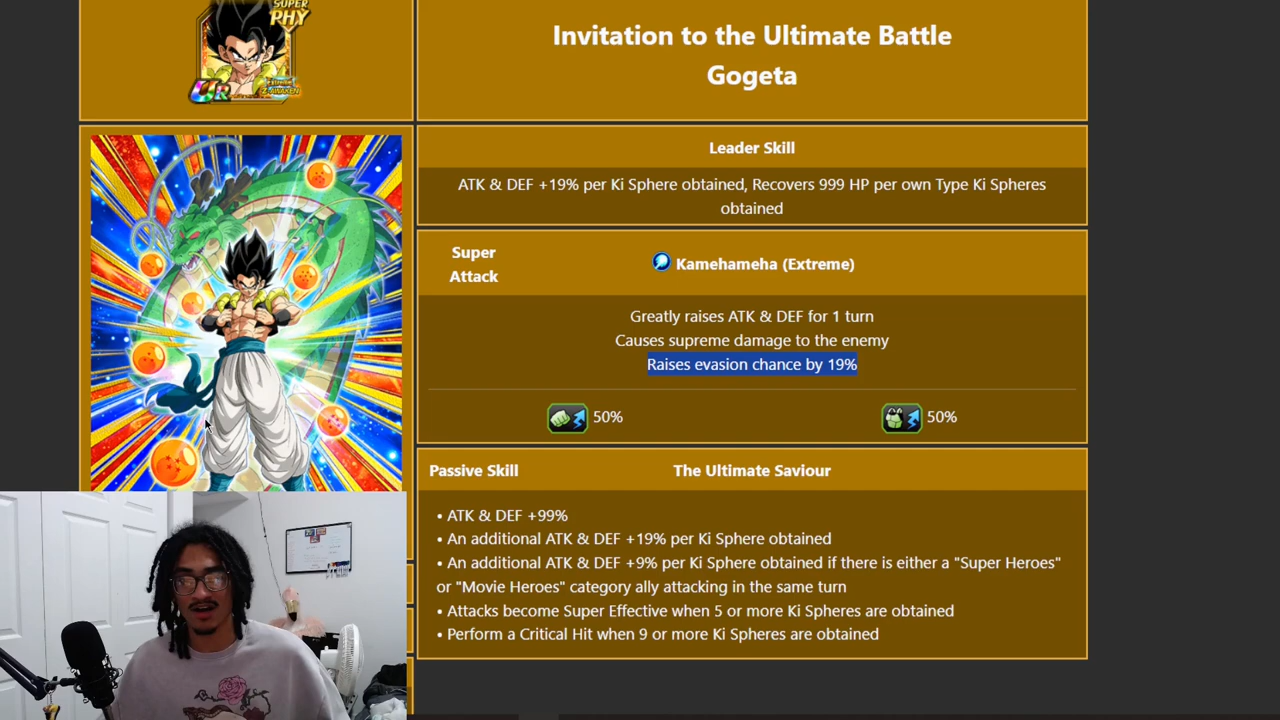 SUPER
PHY
UR
EXTREME
Z-AWAKEN
Invitation to the Ultimate Battle
Gogeta
Leader Skill
ATK & DEF +19% per Ki Sphere obtained, Recovers 999 HP per own Type Ki Spheres
obtained
Super
Attack
Kamehameha (Extreme)
Greatly raises ATK & DEF for 1 turn
Causes supreme damage to the enemy
Raises evasion chance by 19%
50%
50%
Passive Skill
The Ultimate Saviour
• ATK & DEF +99%
• An additional ATK & DEF +19% per Ki Sphere obtained
• An additional ATK & DEF +9% per Ki Sphere obtained if there is either a "Super Heroes"
or "Movie Heroes" category ally attacking in the same turn
• Attacks become Super Effective when 5 or more Ki Spheres are obtained
• Perform a Critical Hit when 9 or more Ki Spheres are obtained